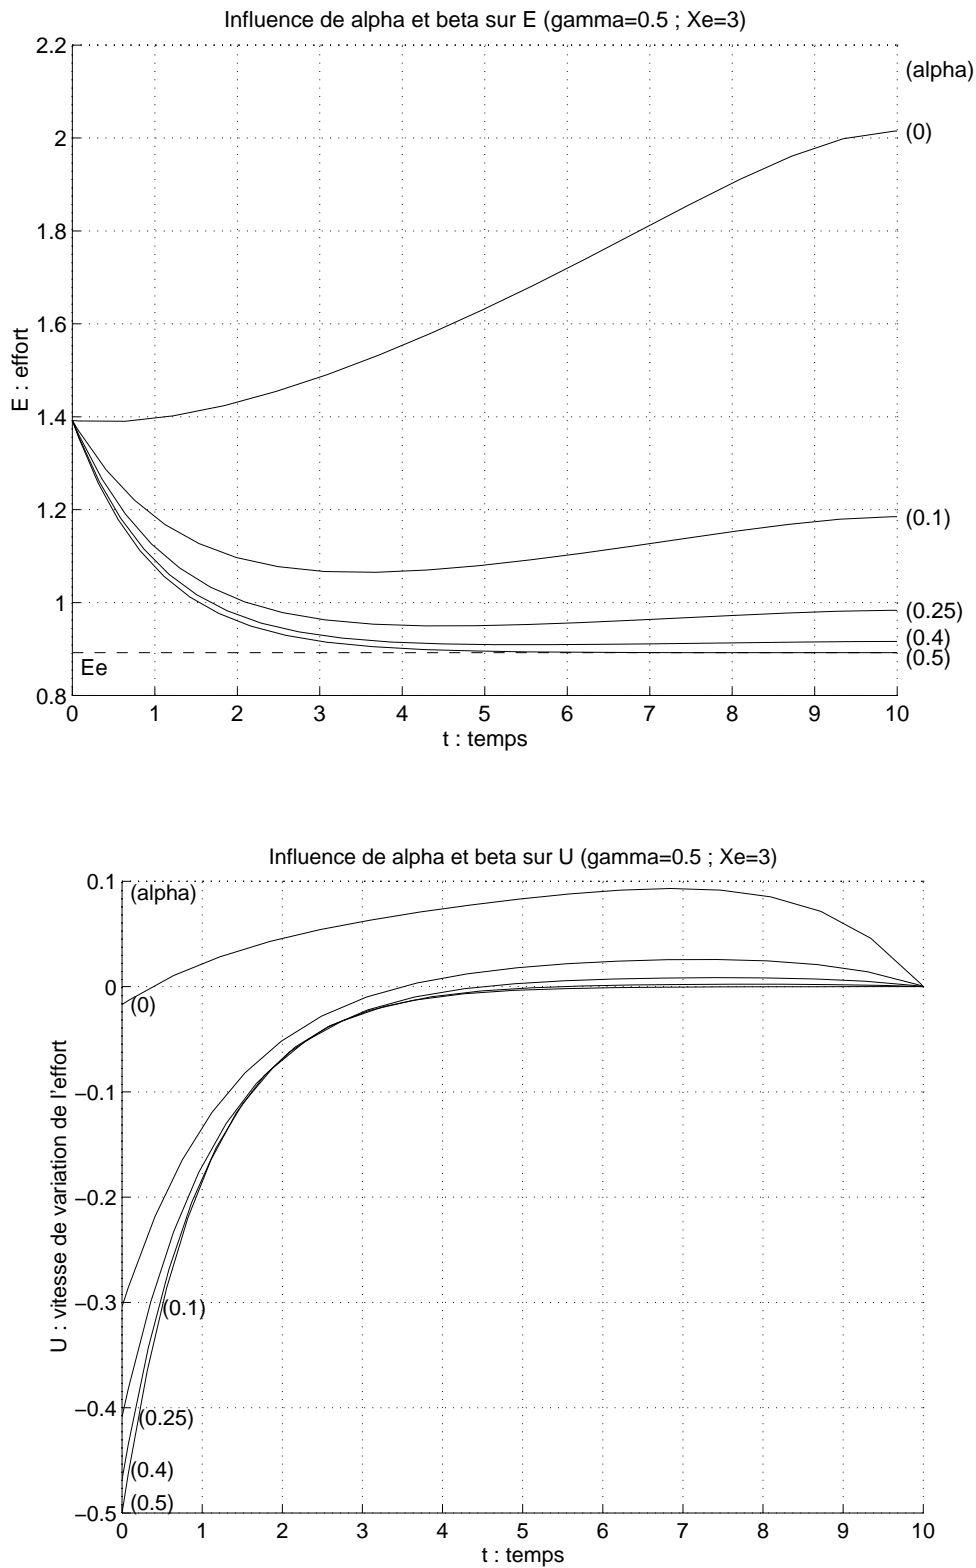 Influence de alpha et beta sur E (gamma=0.5 ; Xe=3)
2.2
(alpha)
2
(0)
1.8
1.6
E : effort
1.4
1.2
(0.1)
1
(0.25)
(0.4)
(0.5)
Ee
0.8
0 1 2 3 4 5 6 7 8 9 10
t : temps
Influence de alpha et beta sur U (gamma=0.5 ; Xe=3)
0.1
(alpha)
0
(0)
−0.1
U : vitesse de variation de l'effort
−0.2
−0.3
(0.1)
−0.4
(0.25)
(0.4)
(0.5)
−0.5
0 1 2 3 4 5 6 7 8 9 10
t : temps